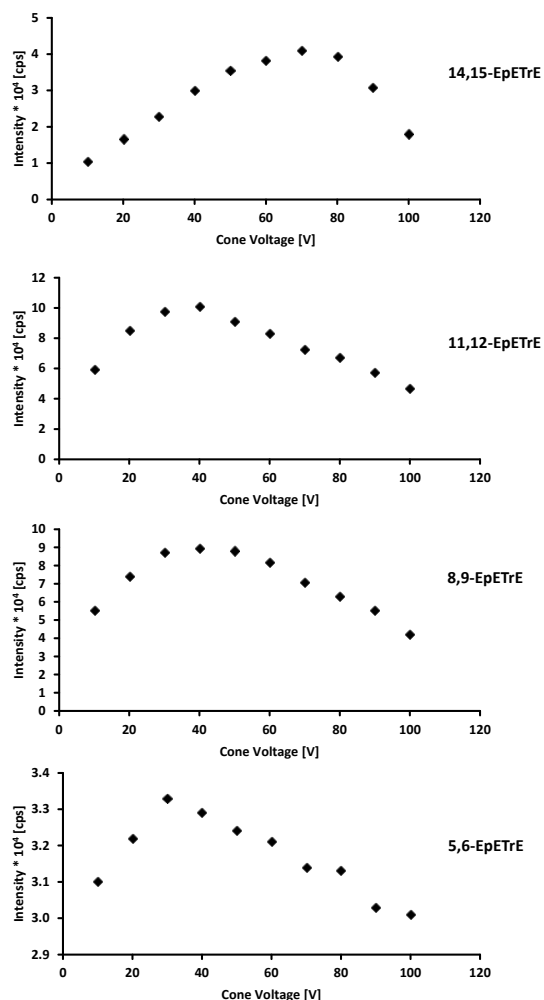 14,15-EpETrE
Intensity * 10⁴ [cps]
5
4
3
2
1
0
0 20 40 60 80 100 120
Cone Voltage [V]
11,12-EpETrE
Intensity * 10⁴ [cps]
12
10
8
6
4
2
0
0 20 40 60 80 100 120
Cone Voltage [V]
8,9-EpETrE
Intensity * 10⁴ [cps]
10
9
8
7
6
5
4
3
2
1
0
0 20 40 60 80 100 120
Cone Voltage [V]
5,6-EpETrE
Intensity * 10⁴ [cps]
3.4
3.3
3.2
3.1
3.0
2.9
0 20 40 60 80 100 120
Cone Voltage [V]